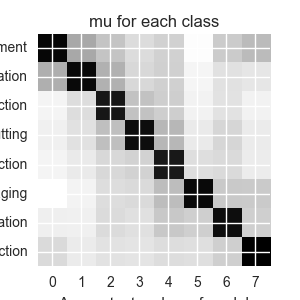 mu for each class
ment
ation
ction
tting
ction
ging
ation
ction
0 1 2 3 4 5 6 7